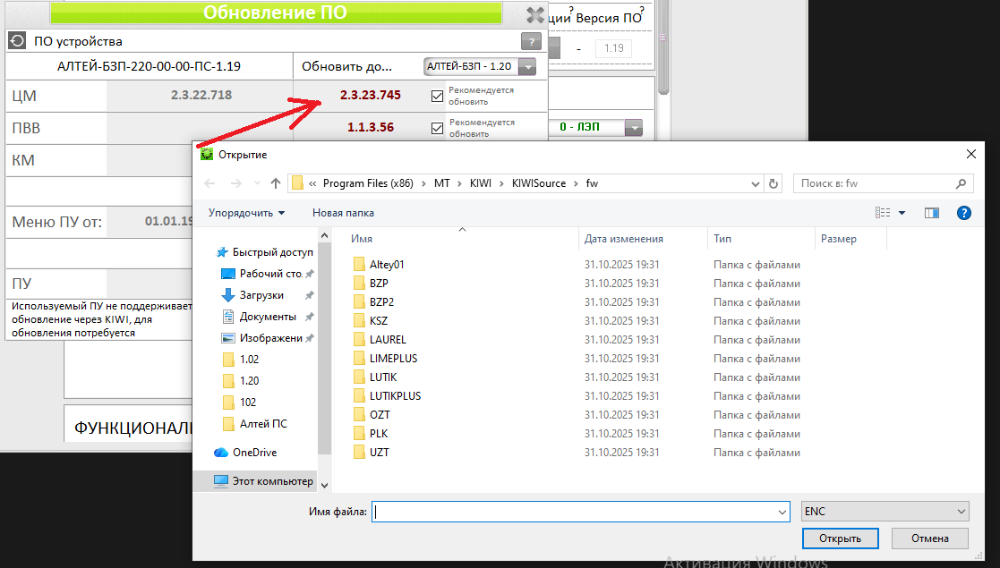 Обновление ПО
ции ? Версия ПО ?
ПО устройства
?
- 1.19
АЛТЕЙ-БЗП-220-00-00-ПС-1.19
Обновить до...
АЛТЕЙ-БЗП - 1.20
ЦМ
2.3.22.718
2.3.23.745
Рекомендуется
обновить
ПВВ
1.1.3.56
Рекомендуется
обновить
0 - ЛЭП
КМ
Меню ПУ от:
01.01.19
ПУ
Используемый ПУ не поддерживает
обновление через KIWI, для
обновления потребуется
ФУНКЦИОНАЛ
Открытие
« Program Files (x86) > MT > KIWI > KIWISource > fw
Поиск в: fw
Упорядочить
Новая папка
?
Быстрый доступ
Рабочий сто.
Загрузки
Документы
Изображени
1.02
1.20
102
Алтей ПС
OneDrive
Этот компьютер
Имя Дата изменения Тип Размер
Altey01 31.10.2025 19:31 Папка с файлами
BZP 31.10.2025 19:31 Папка с файлами
BZP2 31.10.2025 19:31 Папка с файлами
KSZ 31.10.2025 19:31 Папка с файлами
LAUREL 31.10.2025 19:31 Папка с файлами
LIMEPLUS 31.10.2025 19:31 Папка с файлами
LUTIK 31.10.2025 19:31 Папка с файлами
LUTIKPLUS 31.10.2025 19:31 Папка с файлами
OZT 31.10.2025 19:31 Папка с файлами
PLK 31.10.2025 19:31 Папка с файлами
UZT 31.10.2025 19:31 Папка с файлами
Имя файла:
ENC
Открыть
Отмена
Активация Windows